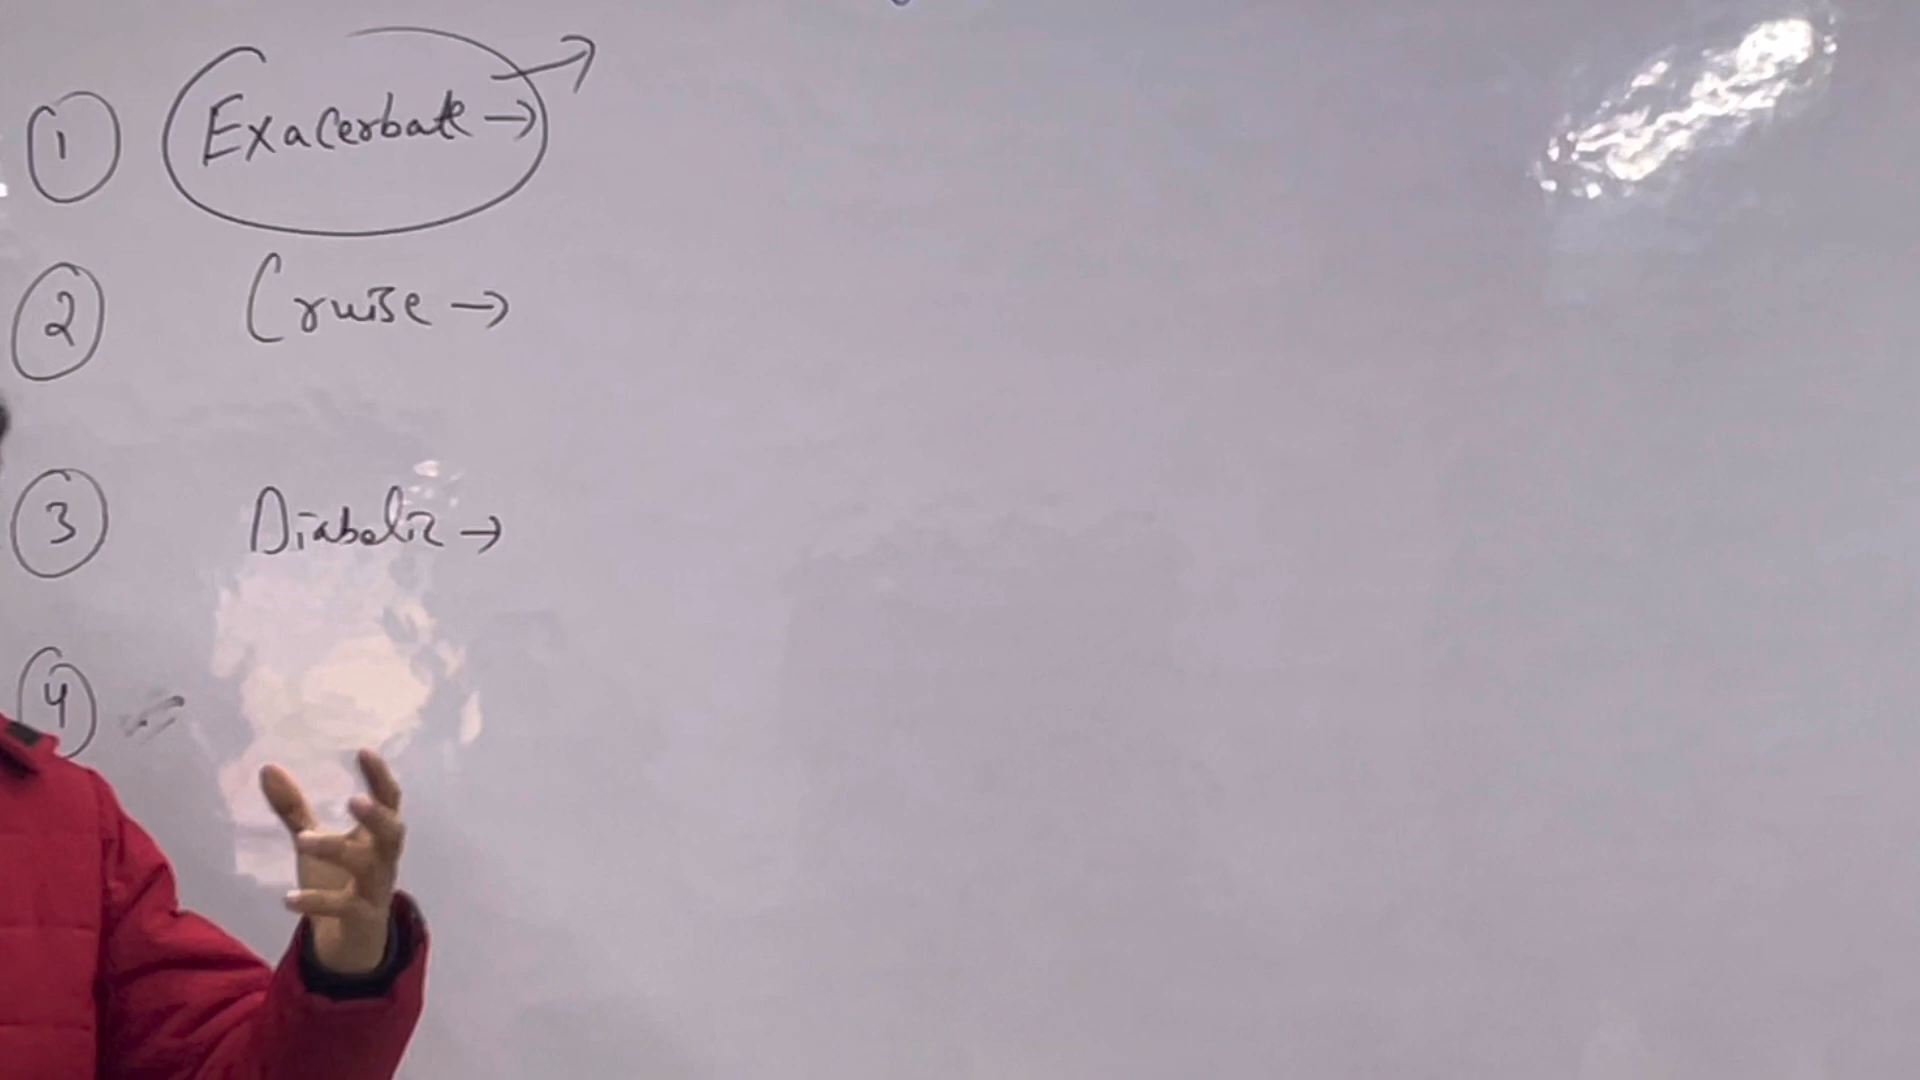 ① Exacerbate →
② Cruise →
③ Diabolic →
④